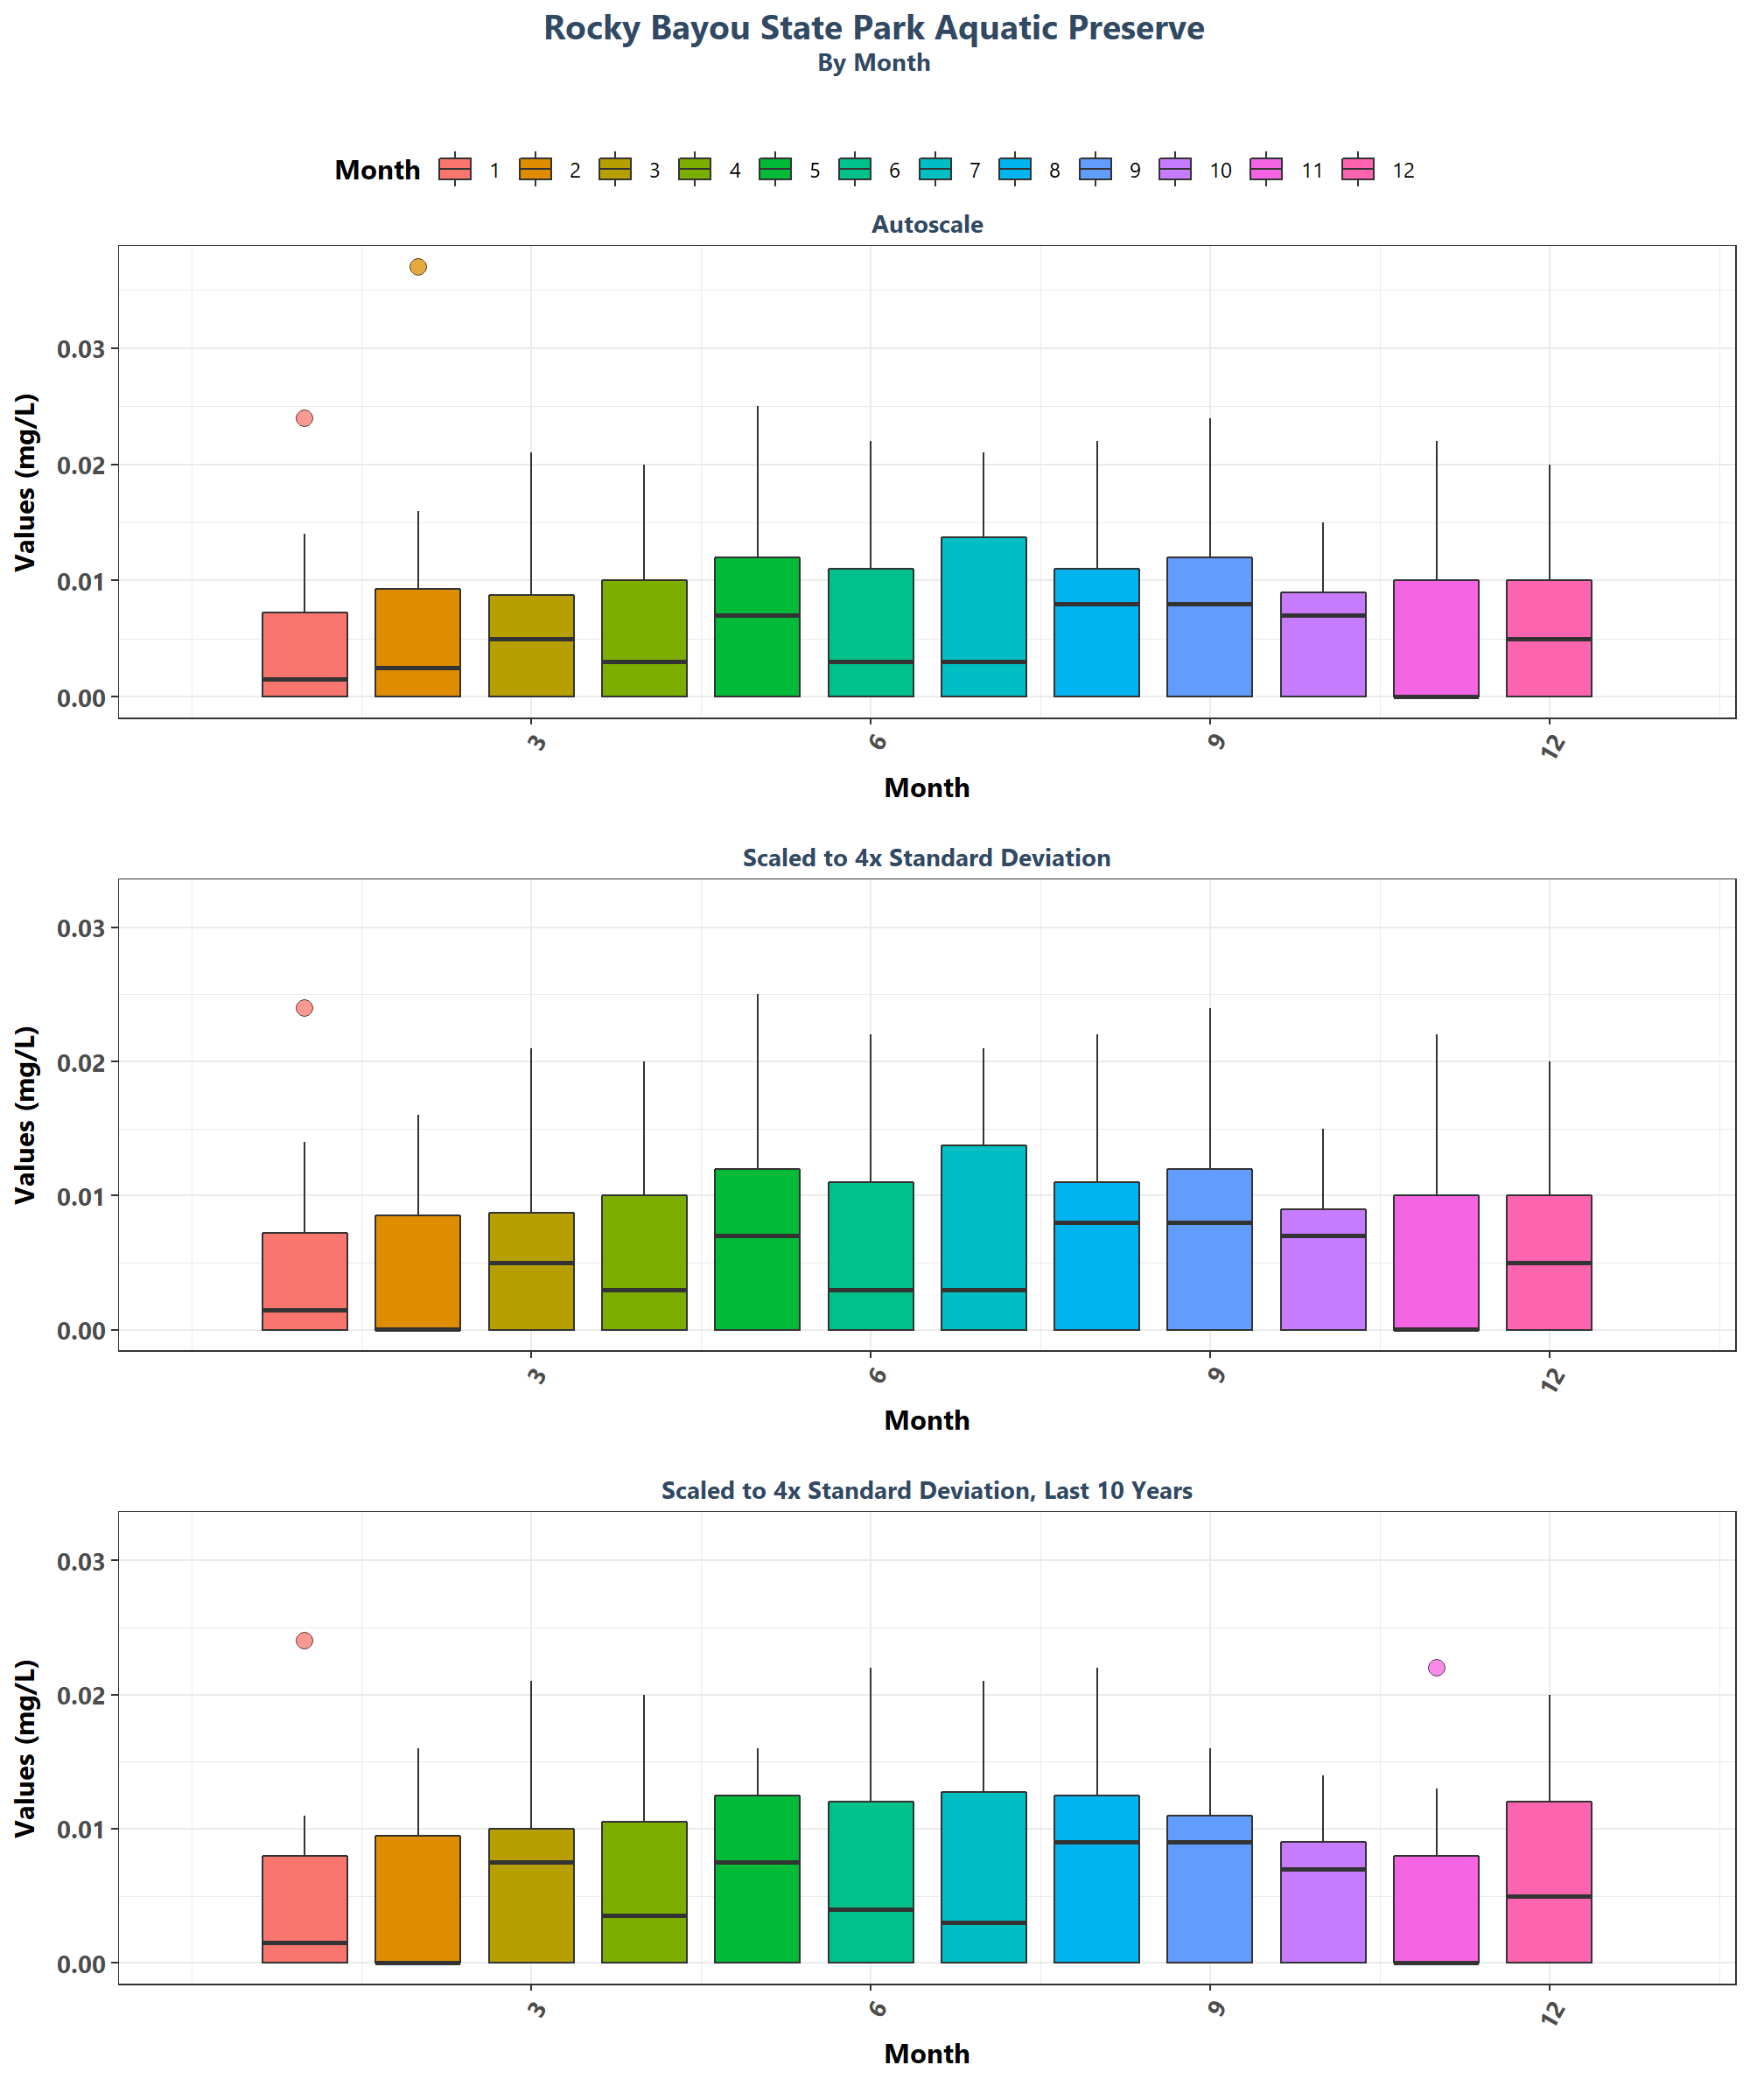 Rocky Bayou State Park Aquatic Preserve
By Month
Month 1 2 3 4 5 6 7 8 9 10 11 12
Autoscale
Values (mg/L)
0.03
0.02
0.01
0.00
3 6 9 12
Month
Scaled to 4x Standard Deviation
Values (mg/L)
0.03
0.02
0.01
0.00
3 6 9 12
Month
Scaled to 4x Standard Deviation, Last 10 Years
Values (mg/L)
0.03
0.02
0.01
0.00
3 6 9 12
Month